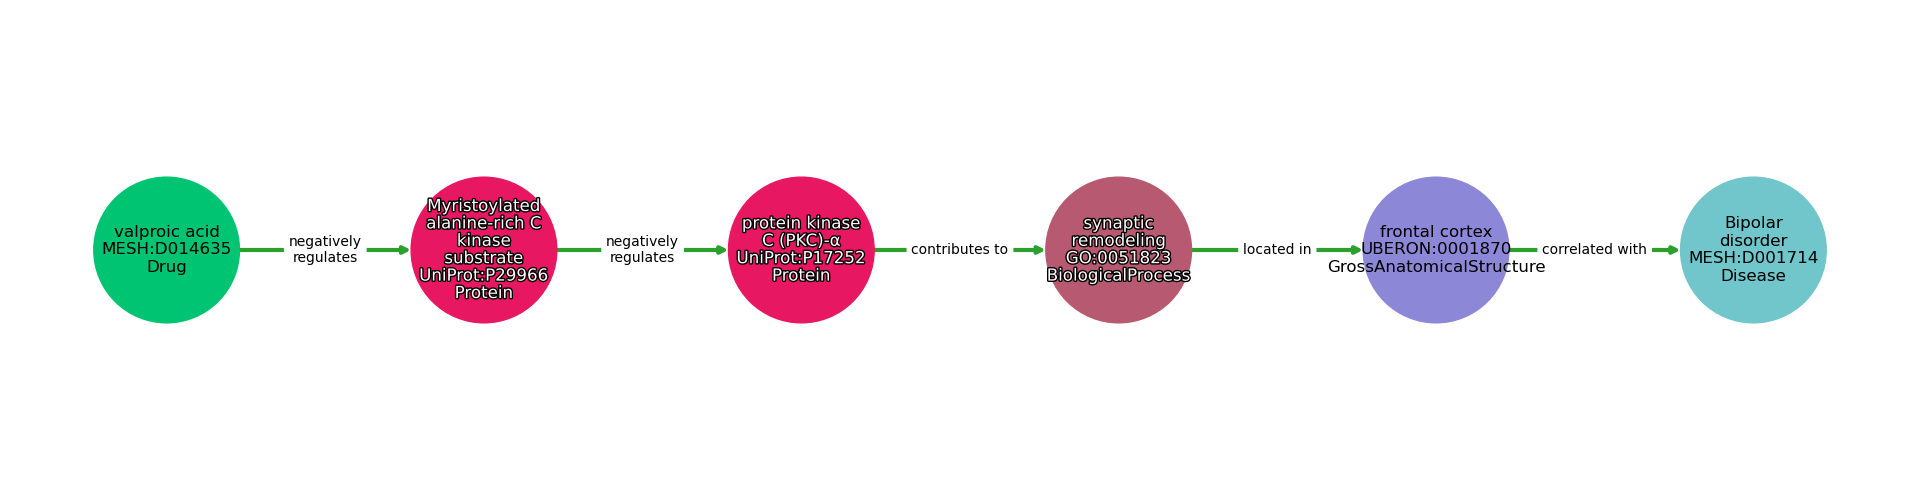 valproic acid
MESH:D014635
Drug
negatively
regulates
Myristoylated
alanine-rich C
kinase
substrate
UniProt:P29966
Protein
negatively
regulates
protein kinase
C (PKC)-α
UniProt:P17252
Protein
contributes to
synaptic
remodeling
GO:0051823
BiologicalProcess
located in
frontal cortex
UBERON:0001870
GrossAnatomicalStructure
correlated with
Bipolar
disorder
MESH:D001714
Disease